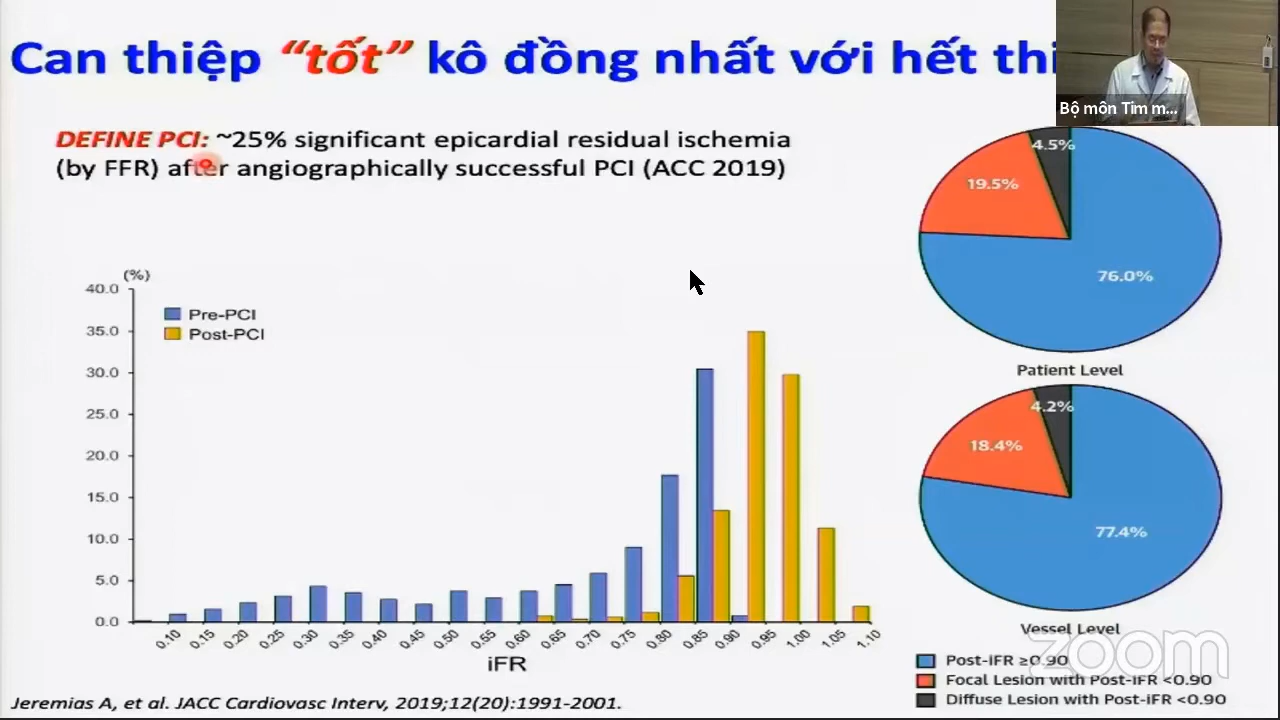 Can thiệp “tốt” kô đồng nhất với hết thi
Bộ môn Tim m...
DEFINE PCI: ~25% significant epicardial residual ischemia
(by FFR) after angiographically successful PCI (ACC 2019)
4.5%
19.5%
76.0%
Patient Level
(%)
40.0
35.0
30.0
25.0
20.0
15.0
10.0
5.0
0.0
Pre-PCI
Post-PCI
0.10 0.15 0.20 0.25 0.30 0.35 0.40 0.45 0.50 0.55 0.60 0.65 0.70 0.75 0.80 0.85 0.90 0.95 1.00 1.05 1.10
iFR
4.2%
18.4%
77.4%
Vessel Level
zoom
Post-iFR ≥0.90
Focal Lesion with Post-iFR <0.90
Diffuse Lesion with Post-iFR <0.90
Jeremias A, et al. JACC Cardiovasc Interv, 2019;12(20):1991-2001.